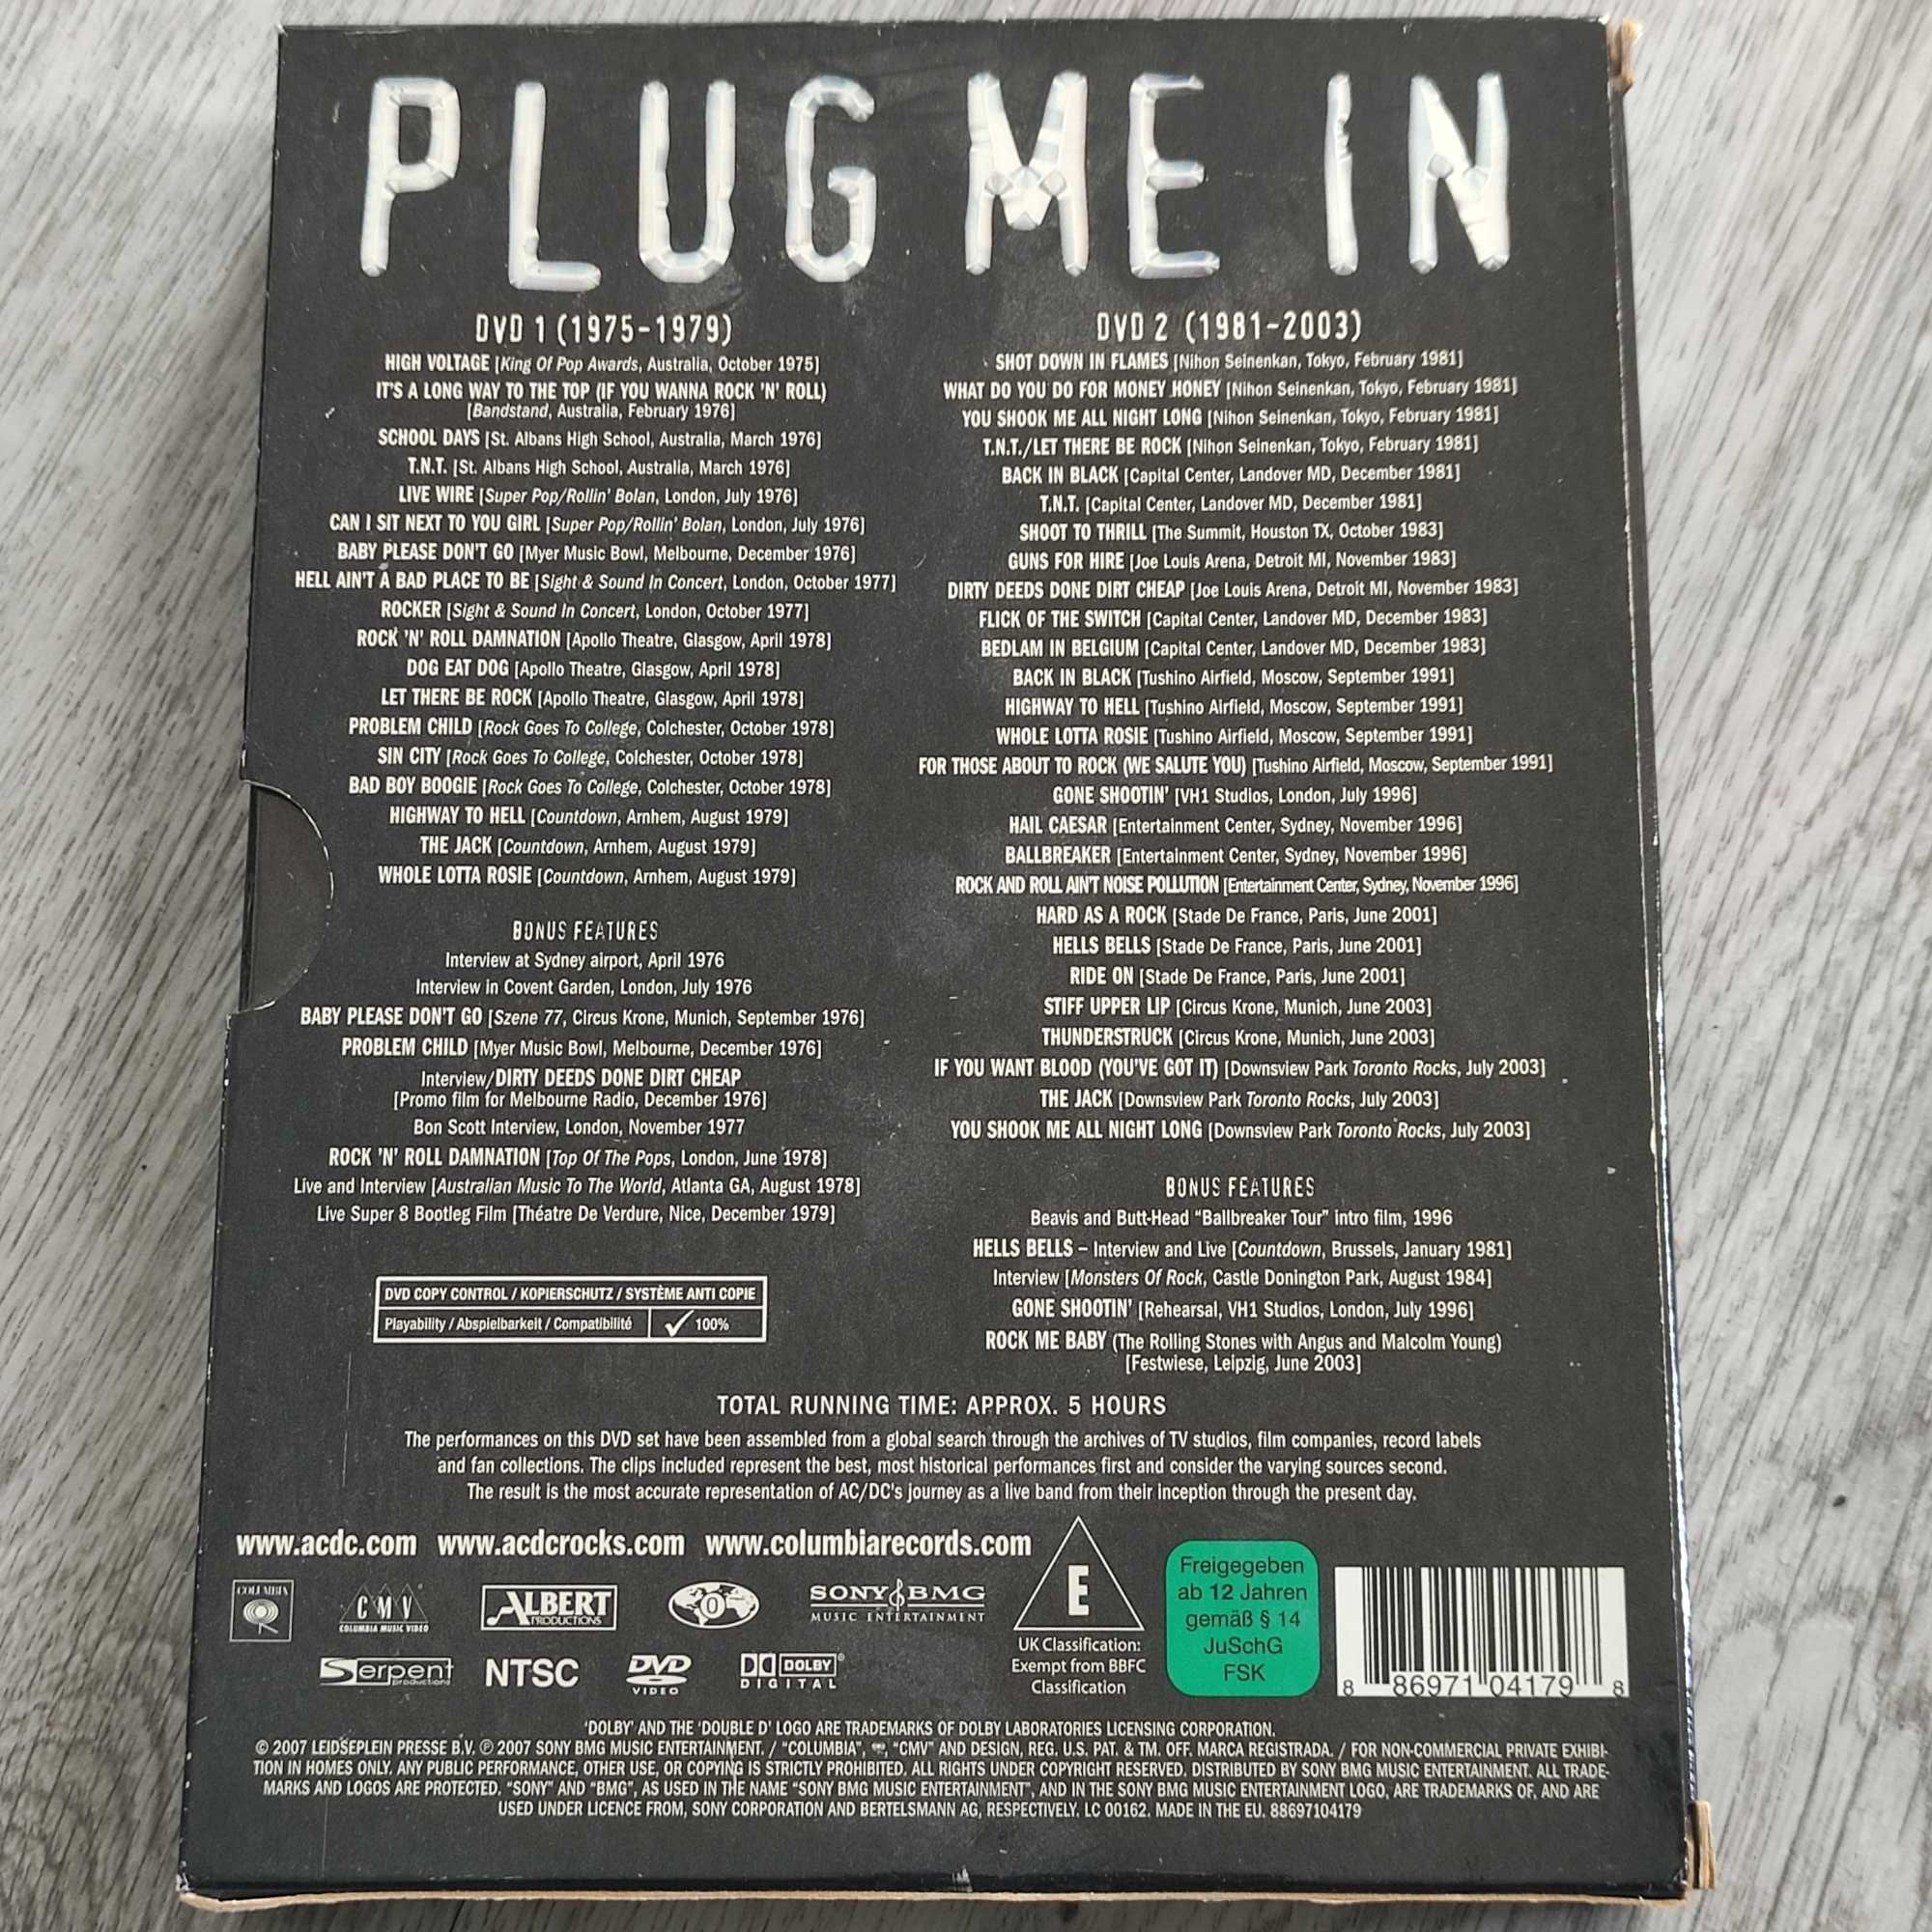 PLUG ME IN
DVD 1 (1975-1979)
HIGH VOLTAGE [King Of Pop Awards, Australia, October 1975]
IT'S A LONG WAY TO THE TOP (IF YOU WANNA ROCK 'N' ROLL)
[Bandstand, Australia, February 1976]
SCHOOL DAYS [St. Albans High School, Australia, March 1976]
T.N.T. [St. Albans High School, Australia, March 1976]
LIVE WIRE [Super Pop/Rollin' Bolan, London, July 1976]
CAN I SIT NEXT TO YOU GIRL [Super Pop/Rollin' Bolan, London, July 1976]
BABY PLEASE DON'T GO [Myer Music Bowl, Melbourne, December 1976]
HELL AIN'T A BAD PLACE TO BE [Sight & Sound In Concert, London, October 1977]
ROCKER [Sight & Sound In Concert, London, October 1977]
ROCK 'N' ROLL DAMNATION [Apollo Theatre, Glasgow, April 1978]
DOG EAT DOG [Apollo Theatre, Glasgow, April 1978]
LET THERE BE ROCK [Apollo Theatre, Glasgow, April 1978]
PROBLEM CHILD [Rock Goes To College, Colchester, October 1978]
SIN CITY [Rock Goes To College, Colchester, October 1978]
BAD BOY BOOGIE [Rock Goes To College, Colchester, October 1978]
HIGHWAY TO HELL [Countdown, Arnhem, August 1979]
THE JACK [Countdown, Arnhem, August 1979]
WHOLE LOTTA ROSIE [Countdown, Arnhem, August 1979]
BONUS FEATURES
Interview at Sydney airport, April 1976
Interview in Covent Garden, London, July 1976
BABY PLEASE DON'T GO [Szene 77, Circus Krone, Munich, September 1976]
PROBLEM CHILD [Myer Music Bowl, Melbourne, December 1976]
Interview/DIRTY DEEDS DONE DIRT CHEAP
[Promo film for Melbourne Radio, December 1976]
Bon Scott Interview, London, November 1977
ROCK 'N' ROLL DAMNATION [Top Of The Pops, London, June 1978]
Live and Interview [Australian Music To The World, Atlanta GA, August 1978]
Live Super 8 Bootleg Film [Théatre De Verdure, Nice, December 1979]
DVD COPY CONTROL / KOPIERSCHUTZ / SYSTÈME ANTI COPIE
Playability / Abspielbarkeit / Compatibilité ✓ 100%
DVD 2 (1981-2003)
SHOT DOWN IN FLAMES [Nihon Seinenkan, Tokyo, February 1981]
WHAT DO YOU DO FOR MONEY HONEY [Nihon Seinenkan, Tokyo, February 1981]
YOU SHOOK ME ALL NIGHT LONG [Nihon Seinenkan, Tokyo, February 1981]
T.N.T./LET THERE BE ROCK [Nihon Seinenkan, Tokyo, February 1981]
BACK IN BLACK [Capital Center, Landover MD, December 1981]
T.N.T. [Capital Center, Landover MD, December 1981]
SHOOT TO THRILL [The Summit, Houston TX, October 1983]
GUNS FOR HIRE [Joe Louis Arena, Detroit MI, November 1983]
DIRTY DEEDS DONE DIRT CHEAP [Joe Louis Arena, Detroit MI, November 1983]
FLICK OF THE SWITCH [Capital Center, Landover MD, December 1983]
BEDLAM IN BELGIUM [Capital Center, Landover MD, December 1983]
BACK IN BLACK [Tushino Airfield, Moscow, September 1991]
HIGHWAY TO HELL [Tushino Airfield, Moscow, September 1991]
WHOLE LOTTA ROSIE [Tushino Airfield, Moscow, September 1991]
FOR THOSE ABOUT TO ROCK (WE SALUTE YOU) [Tushino Airfield, Moscow, September 1991]
GONE SHOOTIN' [VH1 Studios, London, July 1996]
HAIL CAESAR [Entertainment Center, Sydney, November 1996]
BALLBREAKER [Entertainment Center, Sydney, November 1996]
ROCK AND ROLL AIN'T NOISE POLLUTION [Entertainment Center, Sydney, November 1996]
HARD AS A ROCK [Stade De France, Paris, June 2001]
HELLS BELLS [Stade De France, Paris, June 2001]
RIDE ON [Stade De France, Paris, June 2001]
STIFF UPPER LIP [Circus Krone, Munich, June 2003]
THUNDERSTRUCK [Circus Krone, Munich, June 2003]
IF YOU WANT BLOOD (YOU'VE GOT IT) [Downsview Park Toronto Rocks, July 2003]
THE JACK [Downsview Park Toronto Rocks, July 2003]
YOU SHOOK ME ALL NIGHT LONG [Downsview Park Toronto Rocks, July 2003]
BONUS FEATURES
Beavis and Butt-Head “Ballbreaker Tour” intro film, 1996
HELLS BELLS – Interview and Live [Countdown, Brussels, January 1981]
Interview [Monsters Of Rock, Castle Donington Park, August 1984]
GONE SHOOTIN' [Rehearsal, VH1 Studios, London, July 1996]
ROCK ME BABY (The Rolling Stones with Angus and Malcolm Young)
[Festwiese, Leipzig, June 2003]
TOTAL RUNNING TIME: APPROX. 5 HOURS
The performances on this DVD set have been assembled from a global search through the archives of TV studios, film companies, record labels
and fan collections. The clips included represent the best, most historical performances first and consider the varying sources second.
The result is the most accurate representation of AC/DC's journey as a live band from their inception through the present day.
www.acdc.com www.acdcrocks.com www.columbiarecords.com
COLUMBIA
CMV
COLUMBIA MUSIC VIDEO
ALBERT
PRODUCTIONS
0
SONY BMG
MUSIC ENTERTAINMENT
Serpent
productions
NTSC
DVD
VIDEO
DOLBY®
DIGITAL
E
UK Classification:
Exempt from BBFC
Classification
Freigegeben
ab 12 Jahren
gemäß § 14
JuSchG
FSK
8 86971 04179 8
'DOLBY' AND THE 'DOUBLE D' LOGO ARE TRADEMARKS OF DOLBY LABORATORIES LICENSING CORPORATION.
© 2007 LEIDSEPLEIN PRESSE B.V. ℗ 2007 SONY BMG MUSIC ENTERTAINMENT. / “COLUMBIA”, , “CMV” AND DESIGN, REG. U.S. PAT. & TM. OFF. MARCA REGISTRADA. / FOR NON-COMMERCIAL PRIVATE EXHIBI-
TION IN HOMES ONLY. ANY PUBLIC PERFORMANCE, OTHER USE, OR COPYING IS STRICTLY PROHIBITED. ALL RIGHTS UNDER COPYRIGHT RESERVED. DISTRIBUTED BY SONY BMG MUSIC ENTERTAINMENT. ALL TRADE-
MARKS AND LOGOS ARE PROTECTED. “SONY” AND “BMG”, AS USED IN THE NAME “SONY BMG MUSIC ENTERTAINMENT”, AND IN THE SONY BMG MUSIC ENTERTAINMENT LOGO, ARE TRADEMARKS OF, AND ARE
USED UNDER LICENCE FROM, SONY CORPORATION AND BERTELSMANN AG, RESPECTIVELY. LC 00162. MADE IN THE EU. 88697104179